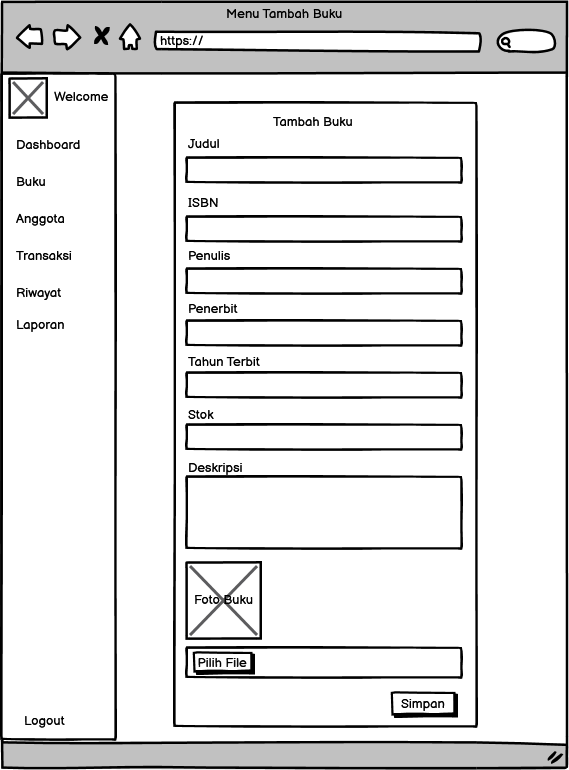 Menu Tambah Buku
https://
Welcome
Dashboard
Buku
Anggota
Transaksi
Riwayat
Laporan
Logout
Tambah Buku
Judul
ISBN
Penulis
Penerbit
Tahun Terbit
Stok
Deskripsi
Foto Buku
Pilih File
Simpan